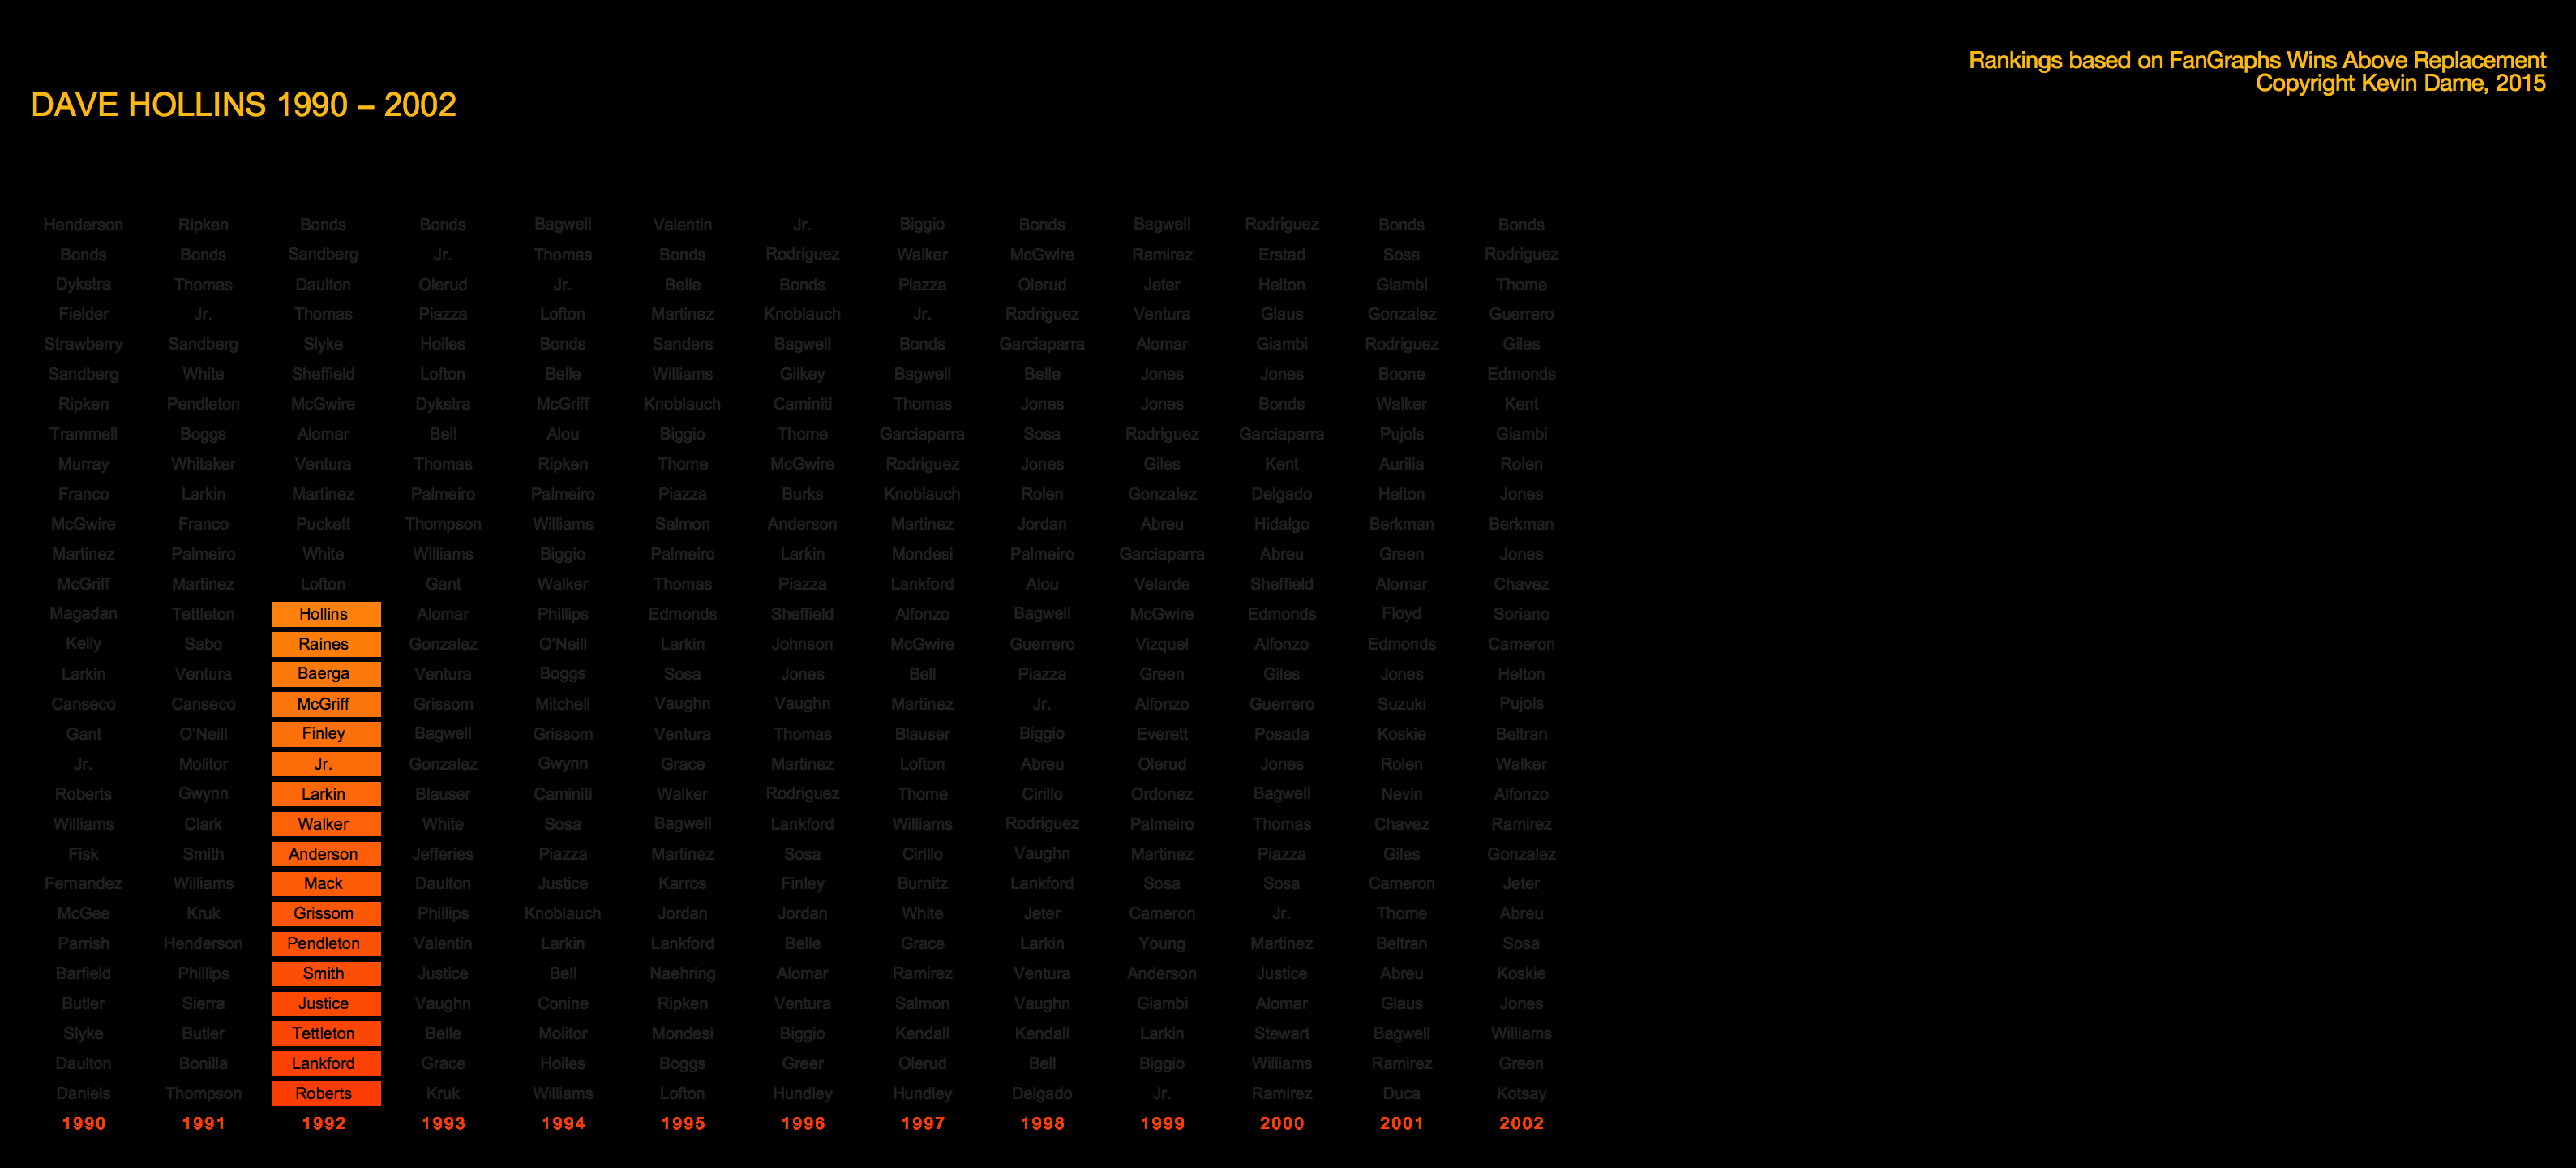 Rankings based on FanGraphs Wins Above Replacement
Copyright Kevin Dame, 2015
DAVE HOLLINS 1990 – 2002
Henderson Ripken Bonds Bonds Bagwell Valentin Jr. Biggio Bonds Bagwell Rodriguez Bonds Bonds
Bonds Bonds Sandberg Jr. Thomas Bonds Rodriguez Walker McGwire Ramirez Erstad Sosa Rodriguez
Dykstra Thomas Daulton Olerud Jr. Belle Bonds Piazza Olerud Jeter Helton Giambi Thome
Fielder Jr. Thomas Piazza Lofton Martinez Knoblauch Jr. Rodriguez Ventura Glaus Gonzalez Guerrero
Strawberry Sandberg Slyke Hoiles Bonds Sanders Bagwell Bonds Garciaparra Alomar Giambi Rodriguez Giles
Sandberg White Sheffield Lofton Belle Williams Gilkey Bagwell Belle Jones Jones Boone Edmonds
Ripken Pendleton McGwire Dykstra McGriff Knoblauch Caminiti Thomas Jones Jones Bonds Walker Kent
Trammell Boggs Alomar Bell Alou Biggio Thome Garciaparra Sosa Rodriguez Garciaparra Pujols Giambi
Murray Whitaker Ventura Thomas Ripken Thome McGwire Rodriguez Jones Giles Kent Aurilia Rolen
Franco Larkin Martinez Palmeiro Palmeiro Piazza Burks Knoblauch Rolen Gonzalez Delgado Helton Jones
McGwire Franco Puckett Thompson Williams Salmon Anderson Martinez Jordan Abreu Hidalgo Berkman Berkman
Martinez Palmeiro White Williams Biggio Palmeiro Larkin Mondesi Palmeiro Garciaparra Abreu Green Jones
McGriff Martinez Lofton Gant Walker Thomas Piazza Lankford Alou Velarde Sheffield Alomar Chavez
Magadan Tettleton Hollins Alomar Phillips Edmonds Sheffield Alfonzo Bagwell McGwire Edmonds Floyd Soriano
Kelly Sabo Raines Gonzalez O'Neill Larkin Johnson McGwire Guerrero Vizquel Alfonzo Edmonds Cameron
Larkin Ventura Baerga Ventura Boggs Sosa Jones Bell Piazza Green Giles Jones Helton
Canseco Canseco McGriff Grissom Mitchell Vaughn Vaughn Martinez Jr. Alfonzo Guerrero Suzuki Pujols
Gant O'Neill Finley Bagwell Grissom Ventura Thomas Blauser Biggio Everett Posada Koskie Beltran
Jr. Molitor Jr. Gonzalez Gwynn Grace Martinez Lofton Abreu Olerud Jones Rolen Walker
Roberts Gwynn Larkin Blauser Caminiti Walker Rodriguez Thome Cirillo Ordonez Bagwell Nevin Alfonzo
Williams Clark Walker White Sosa Bagwell Lankford Williams Rodriguez Palmeiro Thomas Chavez Ramirez
Fisk Smith Anderson Jefferies Piazza Martinez Sosa Cirillo Vaughn Martinez Piazza Giles Gonzalez
Fernandez Williams Mack Daulton Justice Karros Finley Burnitz Lankford Sosa Sosa Cameron Jeter
McGee Kruk Grissom Phillips Knoblauch Jordan Jordan White Jeter Cameron Jr. Thome Abreu
Parrish Henderson Pendleton Valentin Larkin Lankford Belle Grace Larkin Young Martinez Beltran Sosa
Barfield Phillips Smith Justice Bell Naehring Alomar Ramirez Ventura Anderson Justice Abreu Koskie
Butler Sierra Justice Vaughn Conine Ripken Ventura Salmon Vaughn Giambi Alomar Glaus Jones
Slyke Butler Tettleton Belle Molitor Mondesi Biggio Kendall Kendall Larkin Stewart Bagwell Williams
Daulton Bonilla Lankford Grace Hoiles Boggs Greer Olerud Bell Biggio Williams Ramirez Green
Daniels Thompson Roberts Kruk Williams Lofton Hundley Hundley Delgado Jr. Ramirez Duca Kotsay
1990 1991 1992 1993 1994 1995 1996 1997 1998 1999 2000 2001 2002